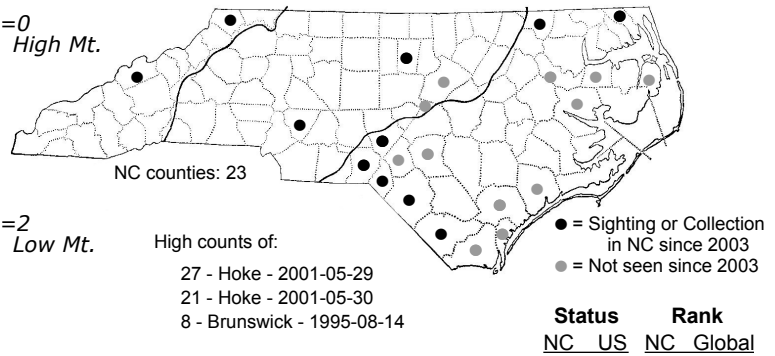 =0
High Mt.
NC counties: 23
=2
Low Mt.
High counts of:
27 - Hoke - 2001-05-29
21 - Hoke - 2001-05-30
8 - Brunswick - 1995-08-14
= Sighting or Collection
in NC since 2003
= Not seen since 2003
Status Rank
NC US NC Global